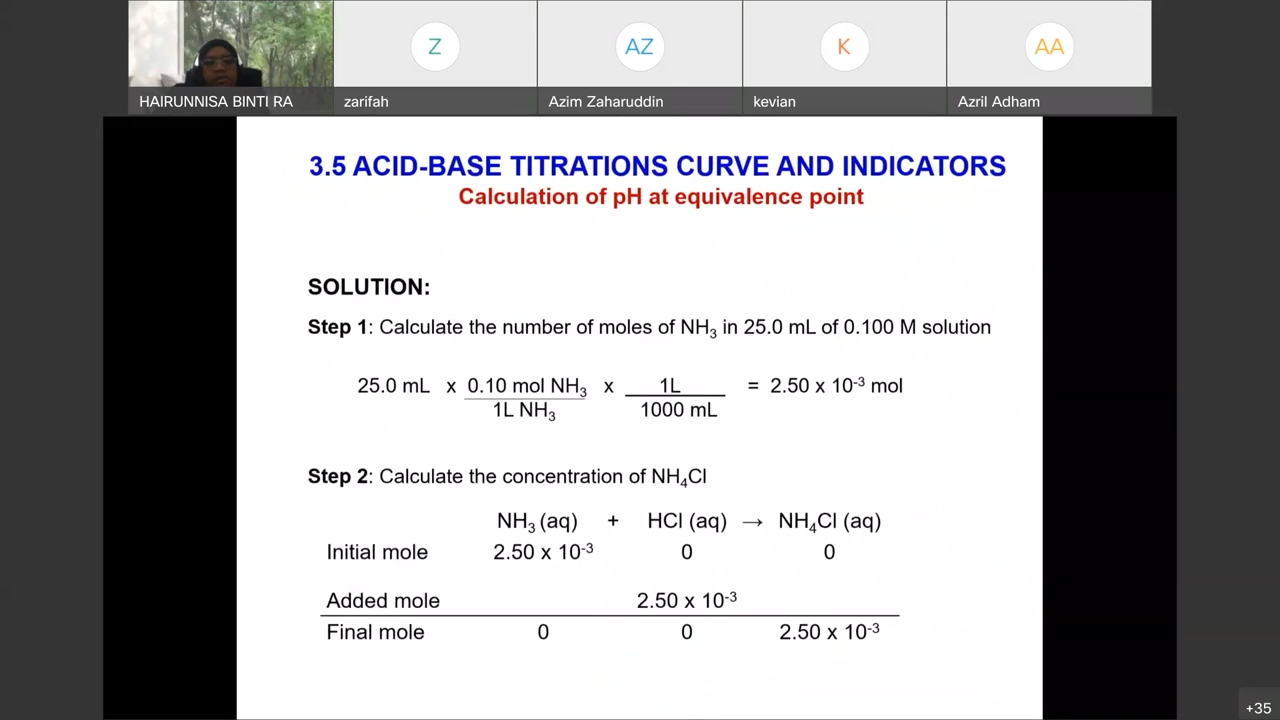 Z
AZ
K
AA
HAIRUNNISA BINTI RA
zarifah
Azim Zaharuddin
kevian
Azril Adham
3.5 ACID-BASE TITRATIONS CURVE AND INDICATORS
Calculation of pH at equivalence point
SOLUTION:
Step 1: Calculate the number of moles of NH₃ in 25.0 mL of 0.100 M solution
25.0 mL x 0.10 mol NH₃ x 1L = 2.50 x 10⁻³ mol
1L NH₃ 1000 mL
Step 2: Calculate the concentration of NH₄Cl
NH₃ (aq) + HCl (aq) → NH₄Cl (aq)
Initial mole 2.50 x 10⁻³ 0 0
Added mole 2.50 x 10⁻³
Final mole 0 0 2.50 x 10⁻³
+35